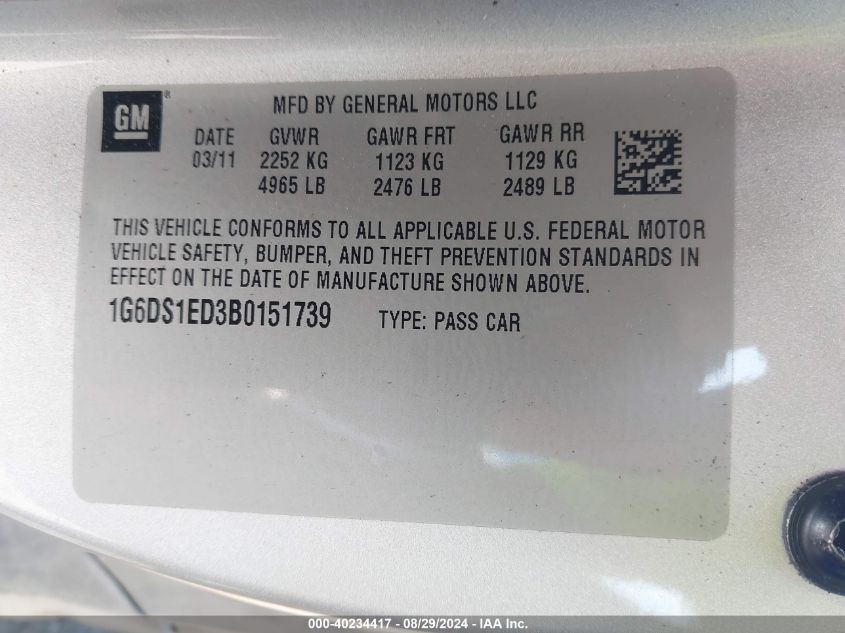 GM®
MFD BY GENERAL MOTORS LLC
DATE GVWR GAWR FRT GAWR RR
03/11 2252 KG 1123 KG 1129 KG
4965 LB 2476 LB 2489 LB
THIS VEHICLE CONFORMS TO ALL APPLICABLE U.S. FEDERAL MOTOR
VEHICLE SAFETY, BUMPER, AND THEFT PREVENTION STANDARDS IN
EFFECT ON THE DATE OF MANUFACTURE SHOWN ABOVE.
1G6DS1ED3B0151739 TYPE: PASS CAR
000-40234417 - 08/29/2024 - IAA Inc.